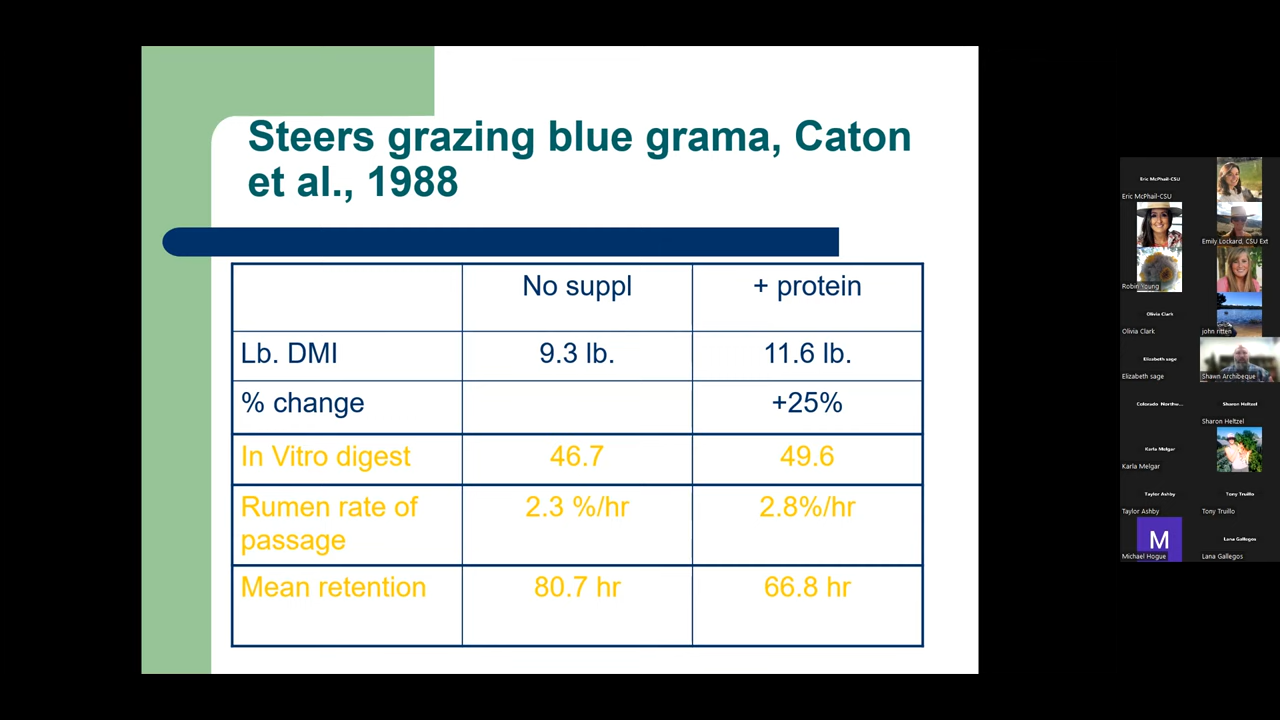 Steers grazing blue grama, Caton
et al., 1988
No suppl
+ protein
Lb. DMI
9.3 lb.
11.6 lb.
% change
+25%
In Vitro digest
46.7
49.6
Rumen rate of
passage
2.3 %/hr
2.8%/hr
Mean retention
80.7 hr
66.8 hr
Eric McPhail-CSU
Eric McPhail-CSU
Emily Lockard, CSU Ext
Robin Young
Olivia Clark
Olivia Clark
john ritten
Elizabeth sage
Elizabeth sage
Shawn Archibeque
Colorado Northw...
Sharon Heltzel
Sharon Heltzel
Karla Melgar
Karla Melgar
Taylor Ashby
Taylor Ashby
Tony Truillo
Tony Truillo
M
Michael Hogue
Lana Gallegos
Lana Gallegos